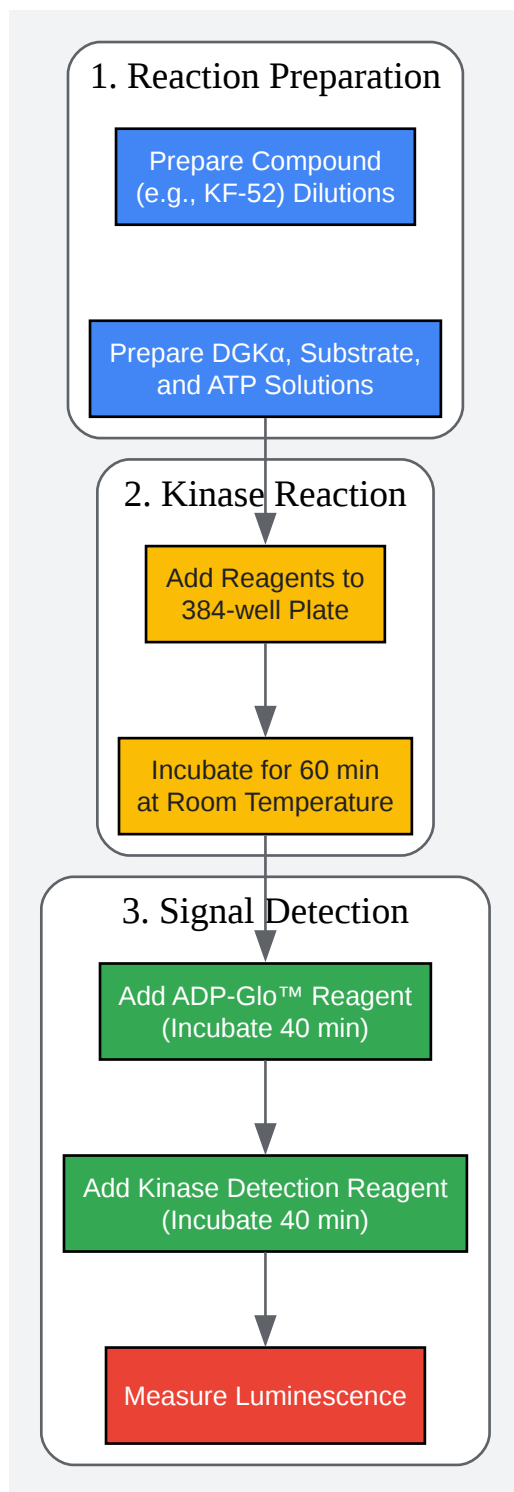 1. Reaction Preparation
Prepare Compound
(e.g., KF-52) Dilutions
Prepare DGKα, Substrate,
and ATP Solutions
2. Kinase Reaction
Add Reagents to
384-well Plate
Incubate for 60 min
at Room Temperature
3. Signal Detection
Add ADP-Glo™ Reagent
(Incubate 40 min)
Add Kinase Detection Reagent
(Incubate 40 min)
Measure Luminescence